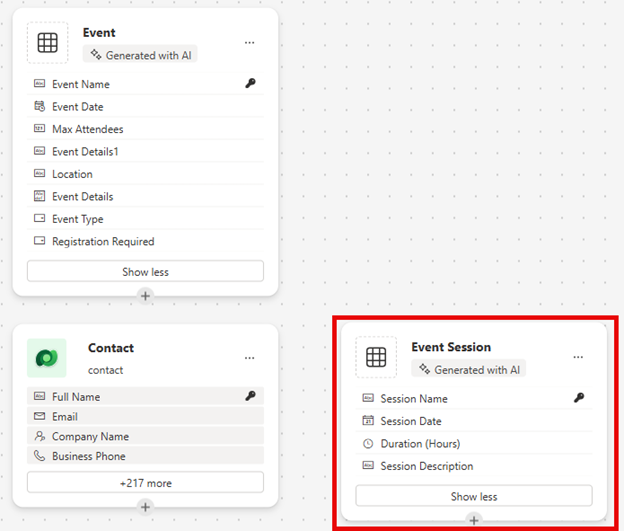 Event
Generated with AI
Event Name
Event Date
Max Attendees
Event Details1
Location
Event Details
Event Type
Registration Required
Show less
Contact
contact
Full Name
Email
Company Name
Business Phone
+217 more
Event Session
Generated with AI
Session Name
Session Date
Duration (Hours)
Session Description
Show less